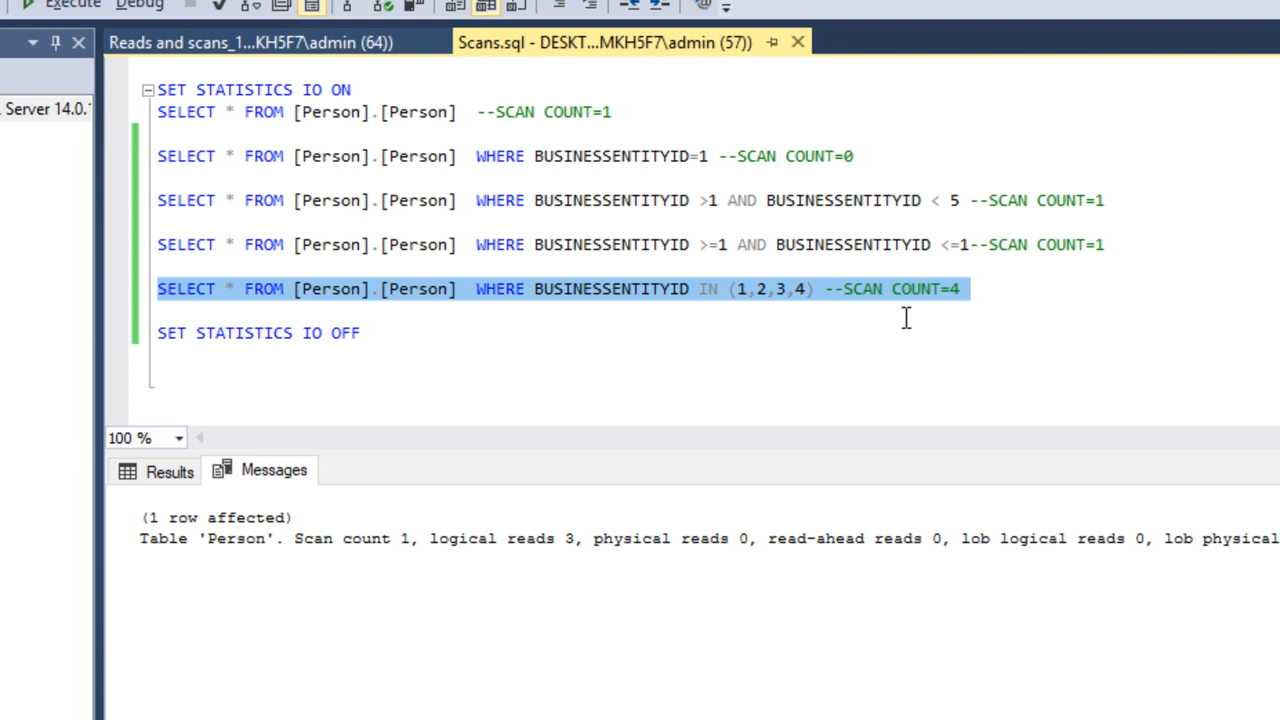 Execute Debug
Reads and scans_1...KH5F7\admin (64)) Scans.sql - DESKT...MKH5F7\admin (57))
Server 14.0.
SET STATISTICS IO ON
SELECT * FROM [Person].[Person] --SCAN COUNT=1
SELECT * FROM [Person].[Person] WHERE BUSINESSENTITYID=1 --SCAN COUNT=0
SELECT * FROM [Person].[Person] WHERE BUSINESSENTITYID >1 AND BUSINESSENTITYID < 5 --SCAN COUNT=1
SELECT * FROM [Person].[Person] WHERE BUSINESSENTITYID >=1 AND BUSINESSENTITYID <=1--SCAN COUNT=1
SELECT * FROM [Person].[Person] WHERE BUSINESSENTITYID IN (1,2,3,4) --SCAN COUNT=4
SET STATISTICS IO OFF
100 %
Results Messages
(1 row affected)
Table 'Person'. Scan count 1, logical reads 3, physical reads 0, read-ahead reads 0, lob logical reads 0, lob physical